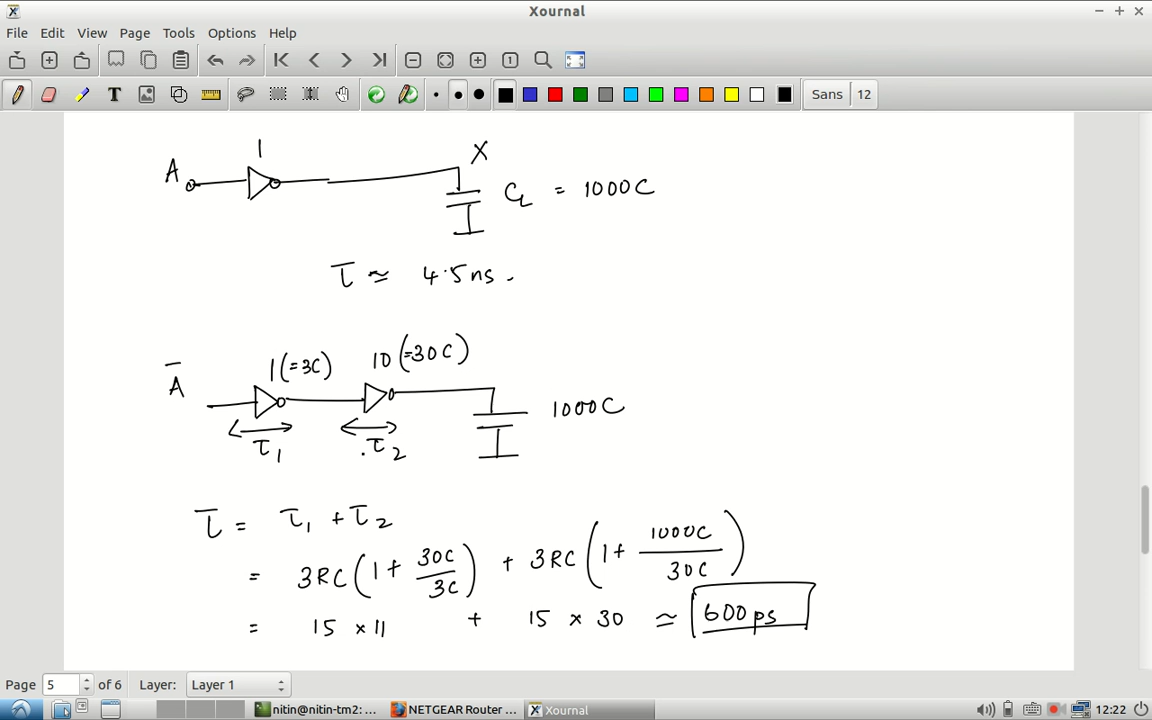 Xournal
File Edit View Page Tools Options Help
Sans 12
A 1 X
C_L = 1000C
τ ≈ 4.5ns.
A̅ 1(=3C) 10(=30C)
1000C
τ₁ τ₂
τ = τ₁ + τ₂
= 3RC(1 + 30C/3C) + 3RC(1 + 1000C/30C)
= 15 × 11 + 15 × 30 ≃ 600ps
Page 5 of 6 Layer: Layer 1
nitin@nitin-tm2: ... NETGEAR Router ... Xournal 12:22